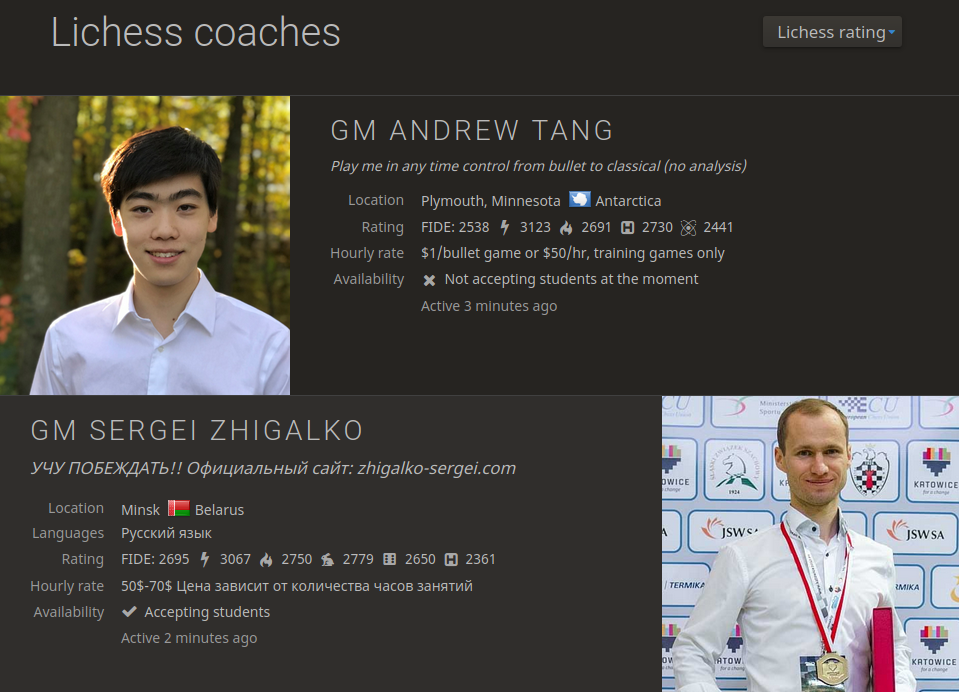 Lichess coaches
Lichess rating
GM ANDREW TANG
Play me in any time control from bullet to classical (no analysis)
Location Plymouth, Minnesota Antarctica
Rating FIDE: 2538 3123 2691 2730 2441
Hourly rate $1/bullet game or $50/hr, training games only
Availability Not accepting students at the moment
Active 3 minutes ago
GM SERGEI ZHIGALKO
УЧУ ПОБЕЖДАТЬ!! Официальный сайт: zhigalko-sergei.com
Location Minsk Belarus
Languages Русский язык
Rating FIDE: 2695 3067 2750 2779 2650 2361
Hourly rate 50$-70$ Цена зависит от количества часов занятий
Availability Accepting students
Active 2 minutes ago
KATOWICE
for a change
1924
JSW SA
JSW SA
TERMIKA
KATOWICE